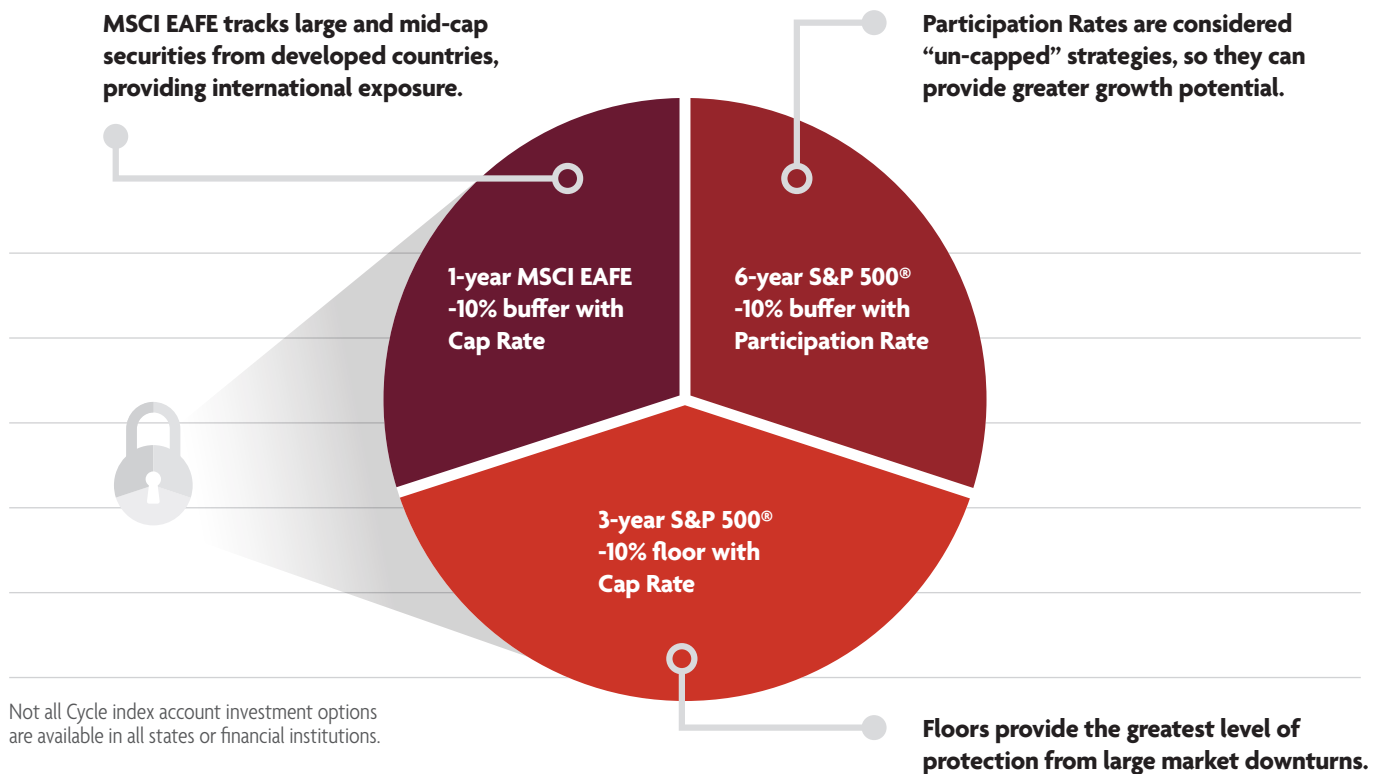 MSCI EAFE tracks large and mid-cap
securities from developed countries,
providing international exposure.
Participation Rates are considered
“un-capped” strategies, so they can
provide greater growth potential.
1-year MSCI EAFE
-10% buffer with
Cap Rate
6-year S&P 500®
-10% buffer with
Participation Rate
3-year S&P 500®
-10% floor with
Cap Rate
Not all Cycle index account investment options
are available in all states or financial institutions.
Floors provide the greatest level of
protection from large market downturns.